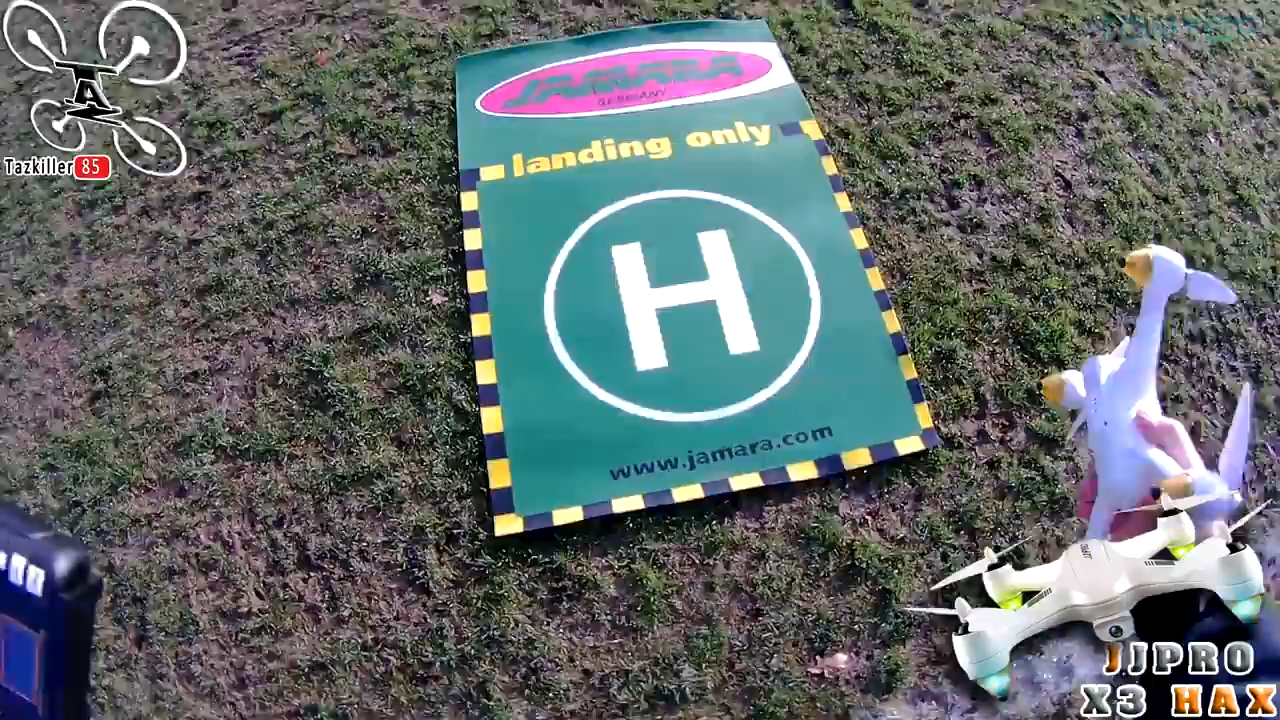 A
Tazkiller 85
JAMARA
GERMANY
landing only
H
www.jamara.com
JJPRO
X3 HAX